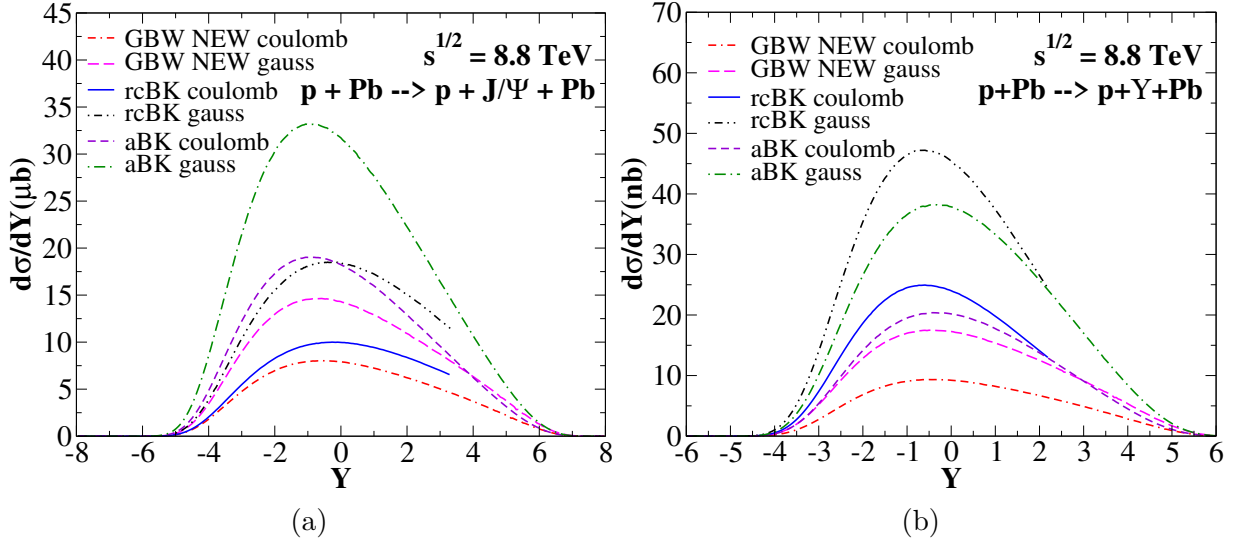 45
40
35
30
25
20
15
10
5
0
dσ/dY(μb)
GBW NEW coulomb
GBW NEW gauss
rcBK coulomb
rcBK gauss
aBK coulomb
aBK gauss
s^1/2 = 8.8 TeV
p + Pb --> p + J/Ψ + Pb
-8 -6 -4 -2 0 2 4 6 8
Y
(a)
70
60
50
40
30
20
10
0
dσ/dY(nb)
GBW NEW coulomb
GBW NEW gauss
rcBK coulomb
rcBK gauss
aBK coulomb
aBK gauss
s^1/2 = 8.8 TeV
p+Pb --> p+Υ+Pb
-6 -5 -4 -3 -2 -1 0 1 2 3 4 5 6
Y
(b)